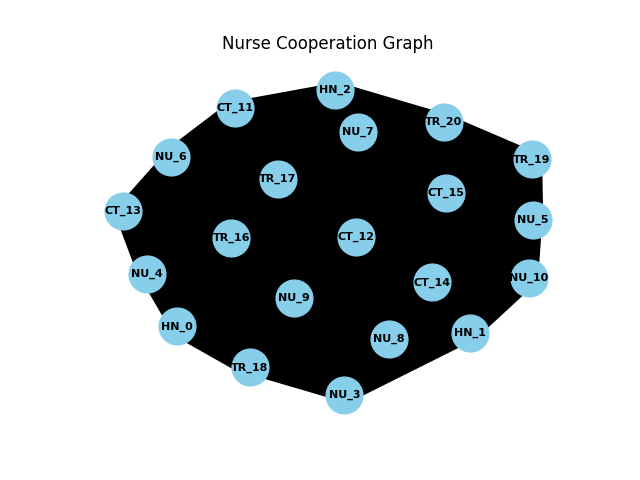 Nurse Cooperation Graph
HN_2
CT_11
TR_20
NU_7
NU_6
TR_19
TR_17
CT_15
CT_13
NU_5
TR_16
CT_12
NU_4
NU_10
CT_14
NU_9
HN_0
HN_1
NU_8
TR_18
NU_3